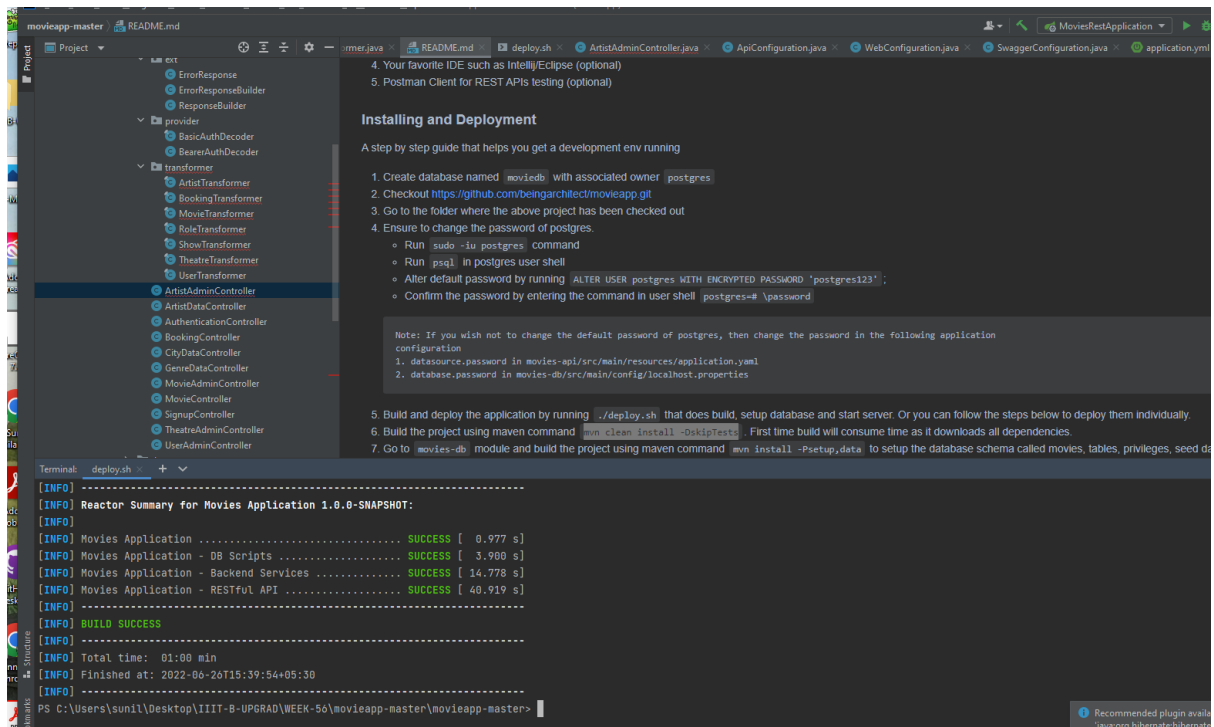 movieapp-master
README.md
MoviesRestApplication
Project
ormer.java
README.md
deploy.sh
ArtistAdminController.java
ApiConfiguration.java
WebConfiguration.java
SwaggerConfiguration.java
application.yml
Project
ext
ErrorResponse
ErrorResponseBuilder
ResponseBuilder
provider
BasicAuthDecoder
BearerAuthDecoder
transformer
ArtistTransformer
BookingTransformer
MovieTransformer
RoleTransformer
ShowTransformer
TheatreTransformer
UserTransformer
ArtistAdminController
ArtistDataController
AuthenticationController
BookingController
CityDataController
GenreDataController
MovieAdminController
MovieController
SignupController
TheatreAdminController
UserAdminController
4. Your favorite IDE such as Intellij/Eclipse (optional)
5. Postman Client for REST APIs testing (optional)
Installing and Deployment
A step by step guide that helps you get a development env running
1. Create database named moviedb with associated owner postgres
2. Checkout https://github.com/beingarchitect/movieapp.git
3. Go to the folder where the above project has been checked out
4. Ensure to change the password of postgres.
Run sudo -iu postgres command
Run psql in postgres user shell
Alter default password by running ALTER USER postgres WITH ENCRYPTED PASSWORD 'postgres123' ;
Confirm the password by entering the command in user shell postgres=# \password
Note: If you wish not to change the default password of postgres, then change the password in the following application
configuration
1. datasource.password in movies-api/src/main/resources/application.yaml
2. database.password in movies-db/src/main/config/localhost.properties
5. Build and deploy the application by running ./deploy.sh that does build, setup database and start server. Or you can follow the steps below to deploy them individually.
6. Build the project using maven command mvn clean install -DskipTests . First time build will consume time as it downloads all dependencies.
7. Go to movies-db module and build the project using maven command mvn install -Psetup,data to setup the database schema called movies, tables, privileges, seed da
Terminal: deploy.sh
[INFO] ------------------------------------------------------------------------
[INFO] Reactor Summary for Movies Application 1.0.0-SNAPSHOT:
[INFO]
[INFO] Movies Application ................................. SUCCESS [  0.977 s]
[INFO] Movies Application - DB Scripts .................... SUCCESS [  3.900 s]
[INFO] Movies Application - Backend Services .............. SUCCESS [ 14.778 s]
[INFO] Movies Application - RESTful API ................... SUCCESS [ 40.919 s]
[INFO] ------------------------------------------------------------------------
[INFO] BUILD SUCCESS
[INFO] ------------------------------------------------------------------------
[INFO] Total time:  01:00 min
[INFO] Finished at: 2022-06-26T15:39:54+05:30
[INFO] ------------------------------------------------------------------------
PS C:\Users\sunil\Desktop\IIIT-B-UPGRAD\WEEK-56\movieapp-master\movieapp-master>
Structure
Recommended plugin availa